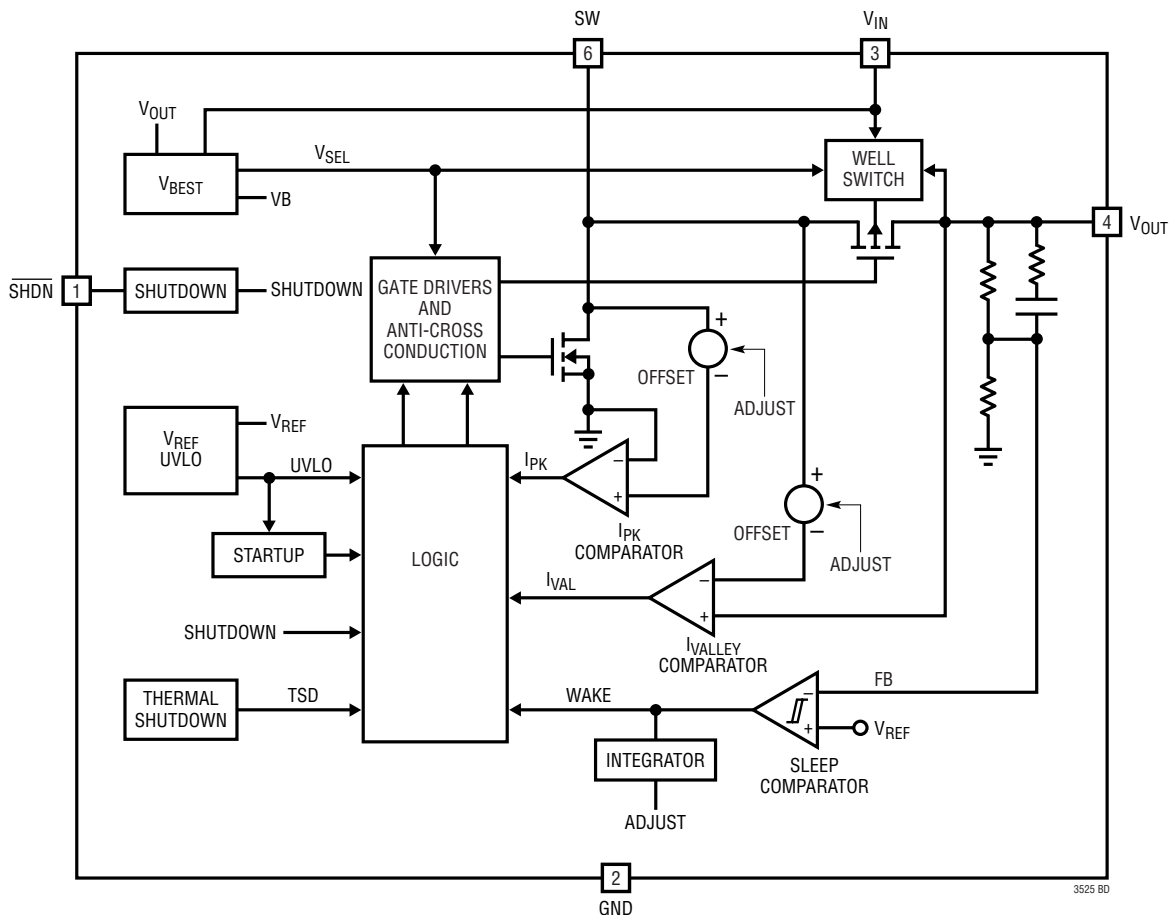 SW
VIN
6
3
VOUT
VSEL
WELL
SWITCH
VBEST
VB
4
VOUT
SHDN
1
SHUTDOWN
SHUTDOWN
GATE DRIVERS
AND
ANTI-CROSS
CONDUCTION
+
OFFSET
–
ADJUST
VREF
UVLO
VREF
UVLO
IPK
–
+
IPK
COMPARATOR
+
OFFSET
–
ADJUST
STARTUP
LOGIC
IVAL
–
+
IVALLEY
COMPARATOR
SHUTDOWN
FB
THERMAL
SHUTDOWN
TSD
WAKE
–
+
VREF
SLEEP
COMPARATOR
INTEGRATOR
ADJUST
2
GND
3525 BD